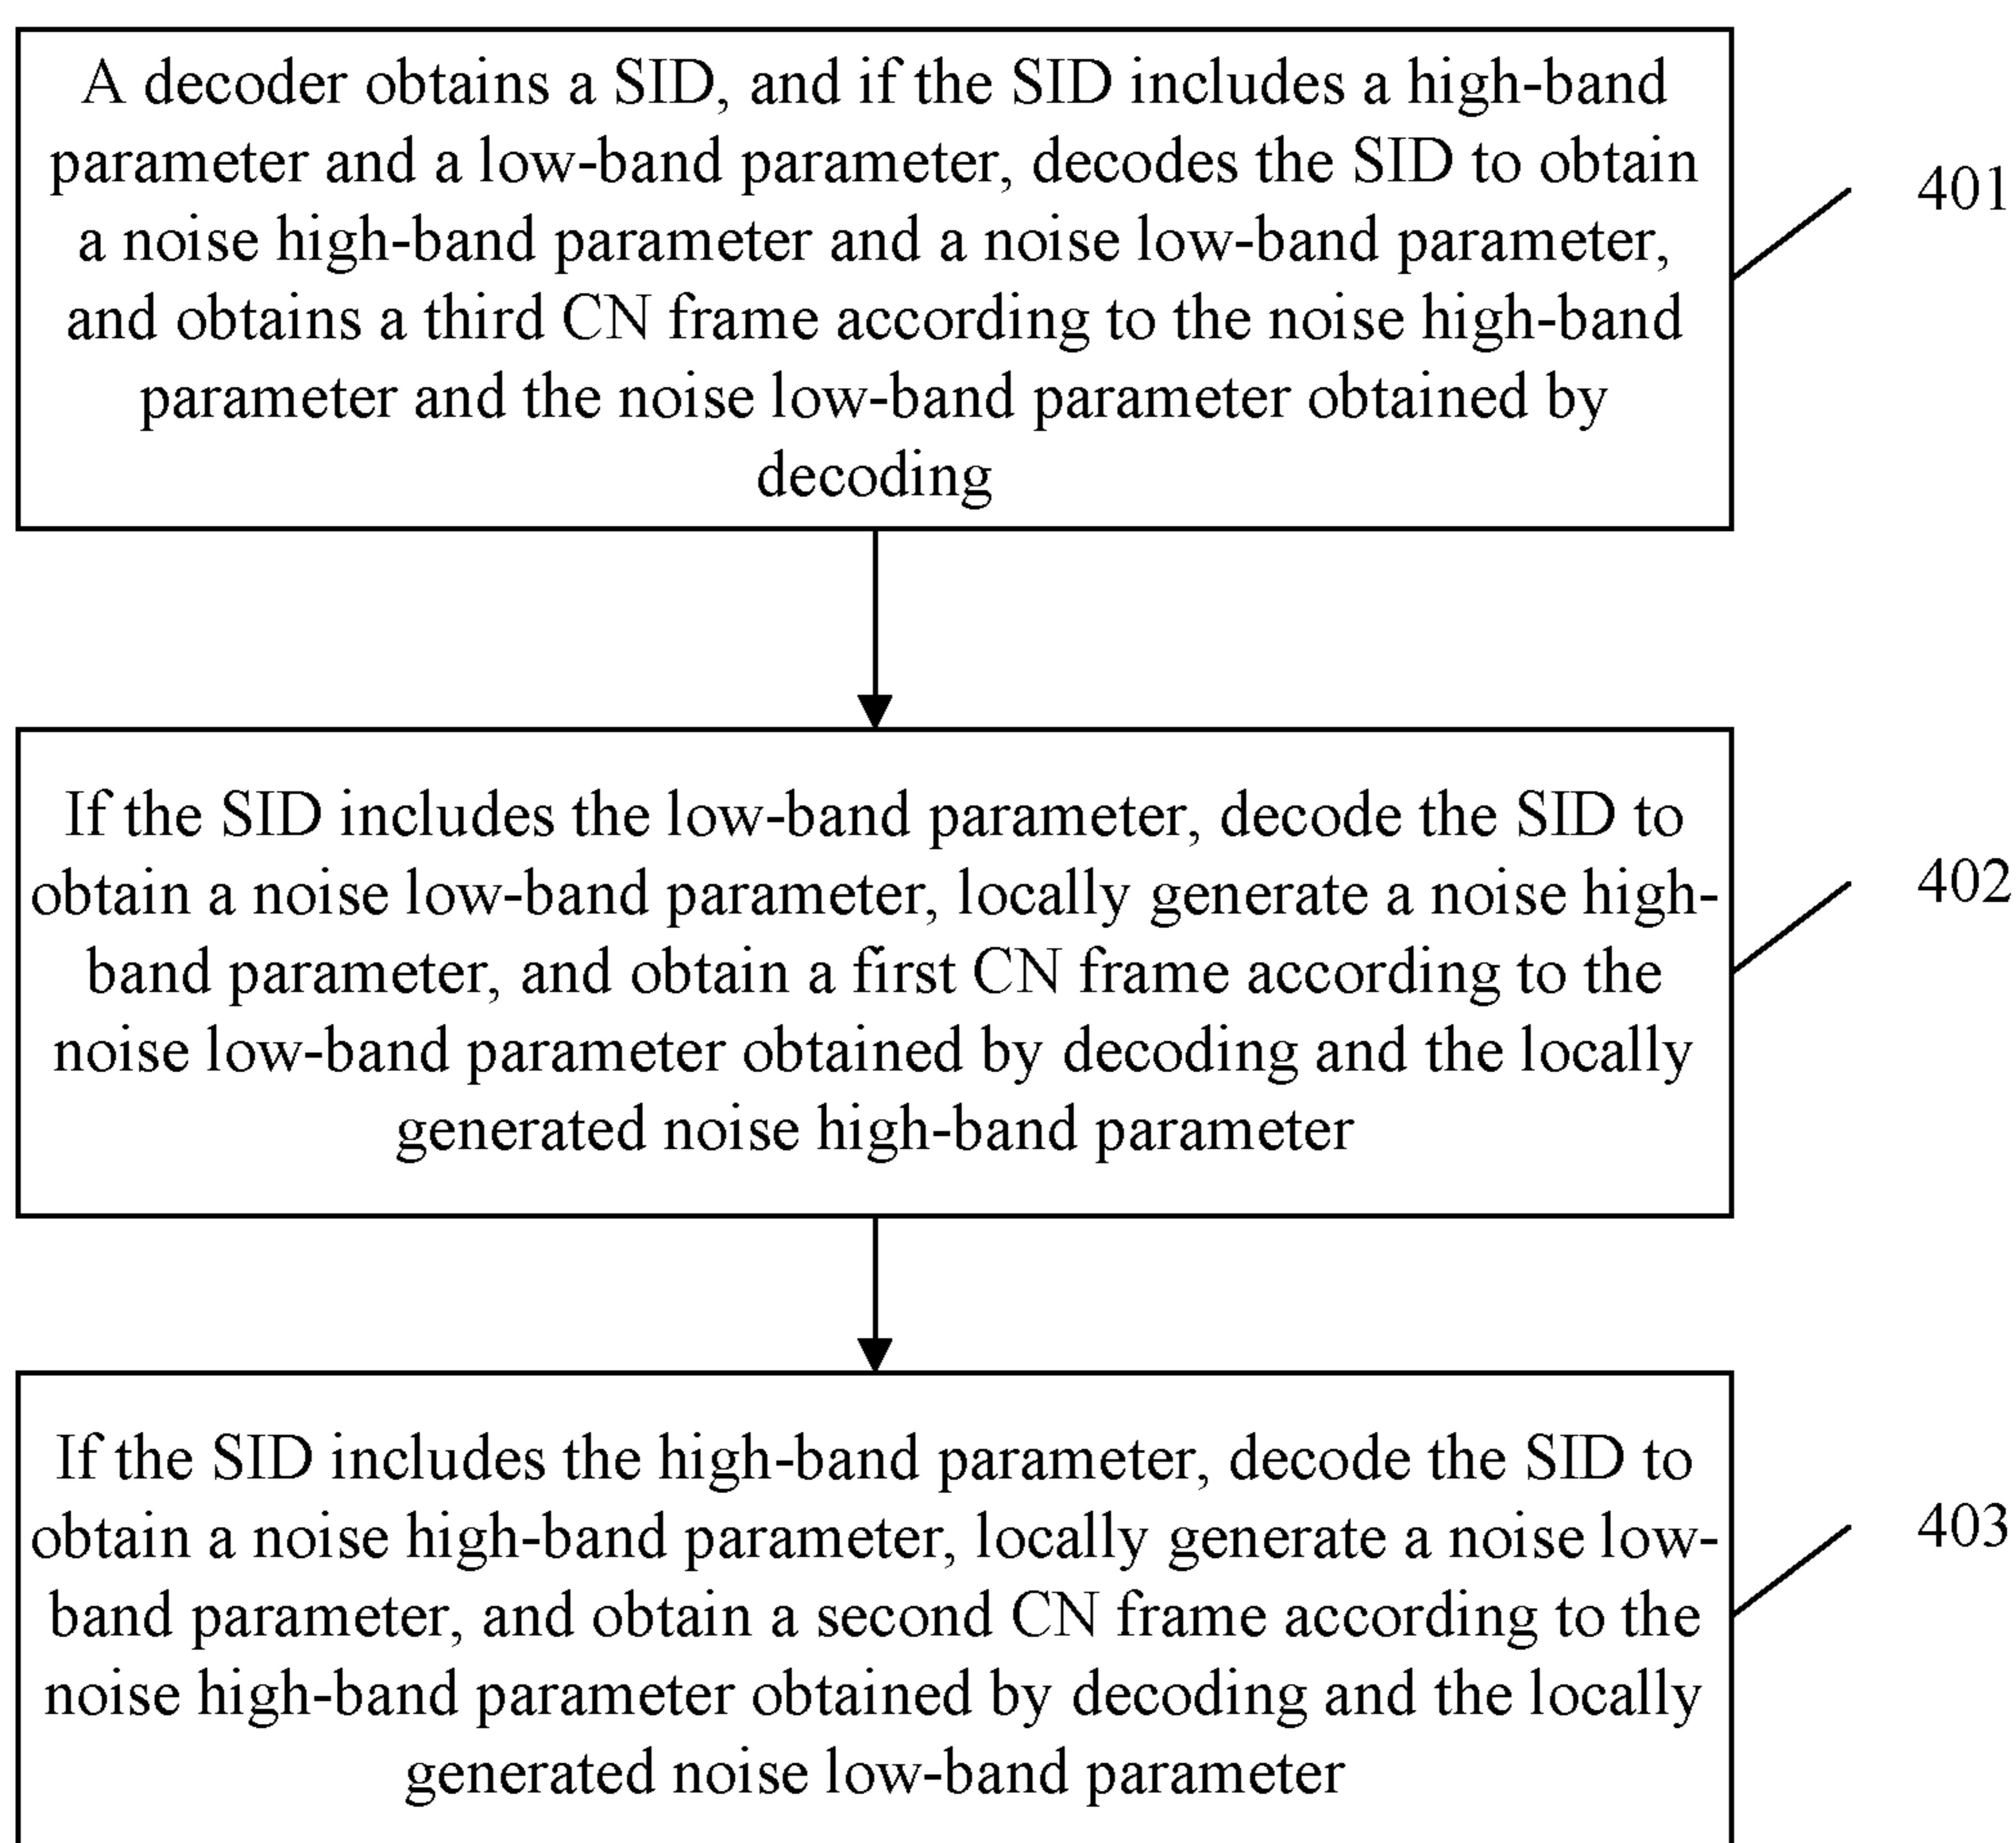 A decoder obtains a SID, and if the SID includes a high-band
parameter and a low-band parameter, decodes the SID to obtain
a noise high-band parameter and a noise low-band parameter,
and obtains a third CN frame according to the noise high-band
parameter and the noise low-band parameter obtained by
decoding
401
If the SID includes the low-band parameter, decode the SID to
obtain a noise low-band parameter, locally generate a noise high-
band parameter, and obtain a first CN frame according to the
noise low-band parameter obtained by decoding and the locally
generated noise high-band parameter
402
If the SID includes the high-band parameter, decode the SID to
obtain a noise high-band parameter, locally generate a noise low-
band parameter, and obtain a second CN frame according to the
noise high-band parameter obtained by decoding and the locally
generated noise low-band parameter
403